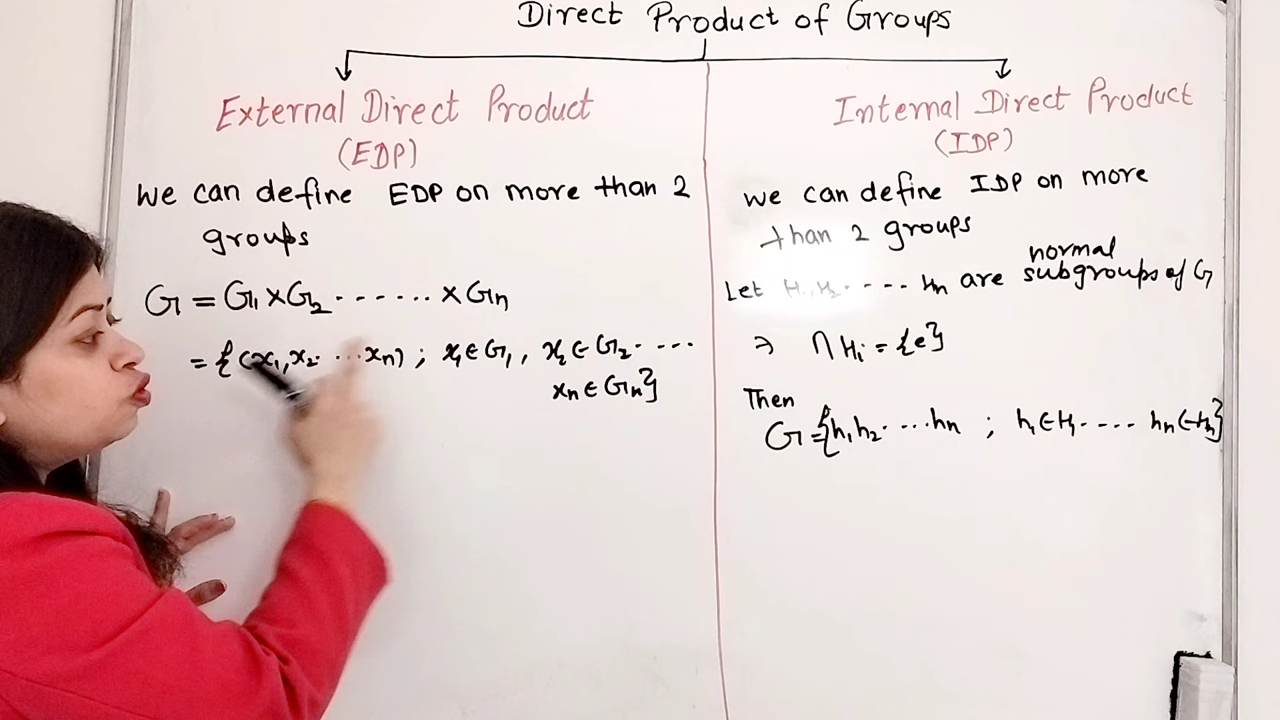 Direct Product of Groups
External Direct Product
(EDP)
We can define EDP on more than 2
groups
G = G₁ × G₂ ------ × Gₙ
= {(x₁, x₂ ... xₙ) ; x₁ ∈ G₁, x₂ ∈ G₂ ----
xₙ ∈ Gₙ}
Internal Direct Product
(IDP)
we can define IDP on more
than 2 groups
normal
Let H₁, H₂ ---- Hₙ are subgroups of G
∋ ∩Hᵢ = {e}
Then
G = {h₁h₂ ---- hₙ ; h₁ ∈ H₁ ---- hₙ ∈ Hₙ}